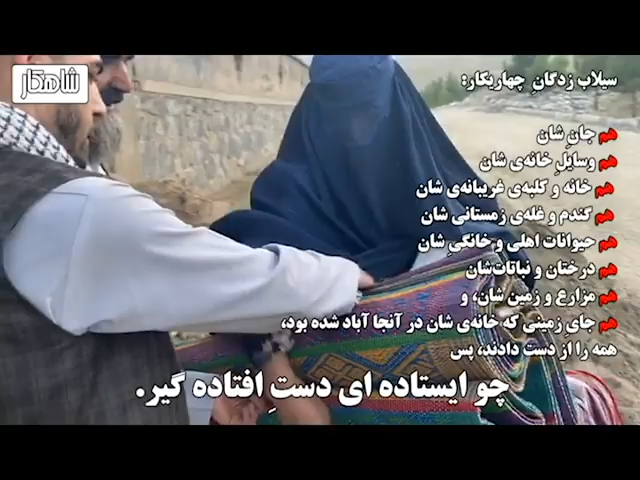 شاهکار
سیلاب زدگانِ چهاریکار:
هم جانِ شان
هم وسایلِ خانه‌ی شان
هم خانه و کلبه‌ی غریبانه‌ی شان
هم گندم و غله‌ی زمستانی شان
هم حیوانات اهلی و خانگیِ شان
هم درختان و نباتات‌شان
هم مزارع و زمین شان، و
هم جای زمینی که خانه‌ی شان در آنجا آباد شده بود،
همه را از دست دادند، پس
چو ایستاده ای دستِ افتاده گیر.